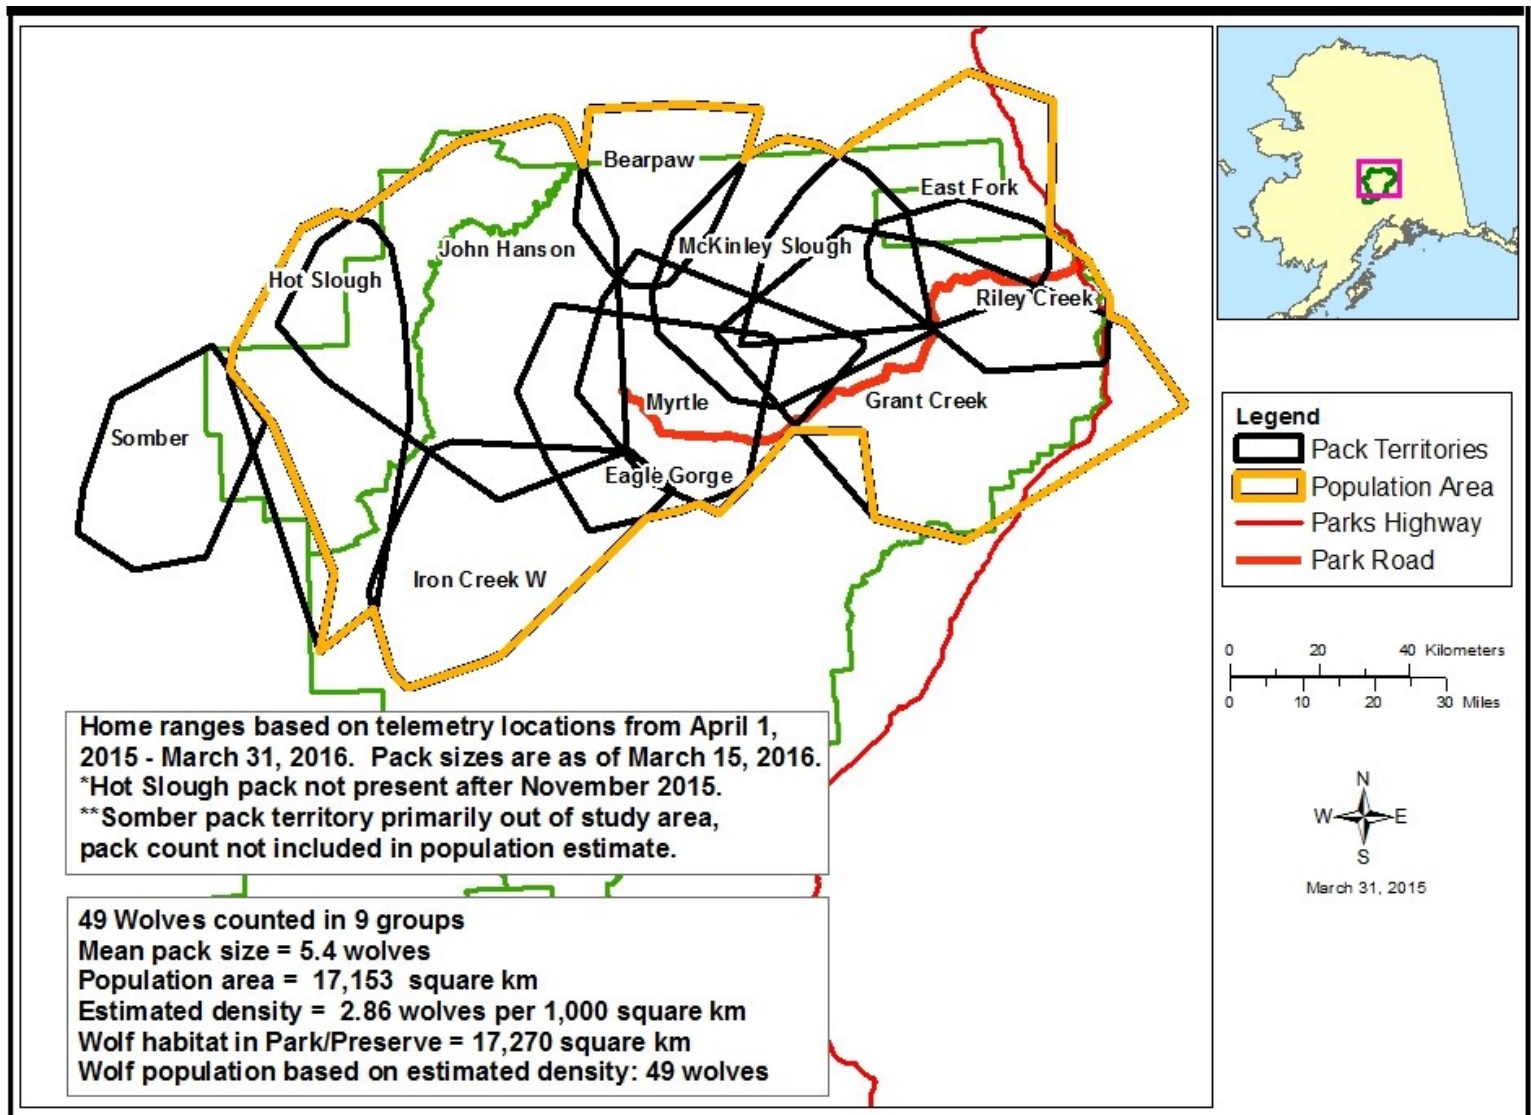 Bearpaw
East Fork
John Hanson
McKinley Slough
Hot Slough
Riley Creek
Myrtle
Grant Creek
Somber
Eagle Gorge
Iron Creek W
Home ranges based on telemetry locations from April 1,
2015 - March 31, 2016. Pack sizes are as of March 15, 2016.
*Hot Slough pack not present after November 2015.
**Somber pack territory primarily out of study area,
pack count not included in population estimate.
49 Wolves counted in 9 groups
Mean pack size = 5.4 wolves
Population area = 17,153 square km
Estimated density = 2.86 wolves per 1,000 square km
Wolf habitat in Park/Preserve = 17,270 square km
Wolf population based on estimated density: 49 wolves
Legend
Pack Territories
Population Area
Parks Highway
Park Road
0 20 40 Kilometers
0 10 20 30 Miles
N
W E
S
March 31, 2015